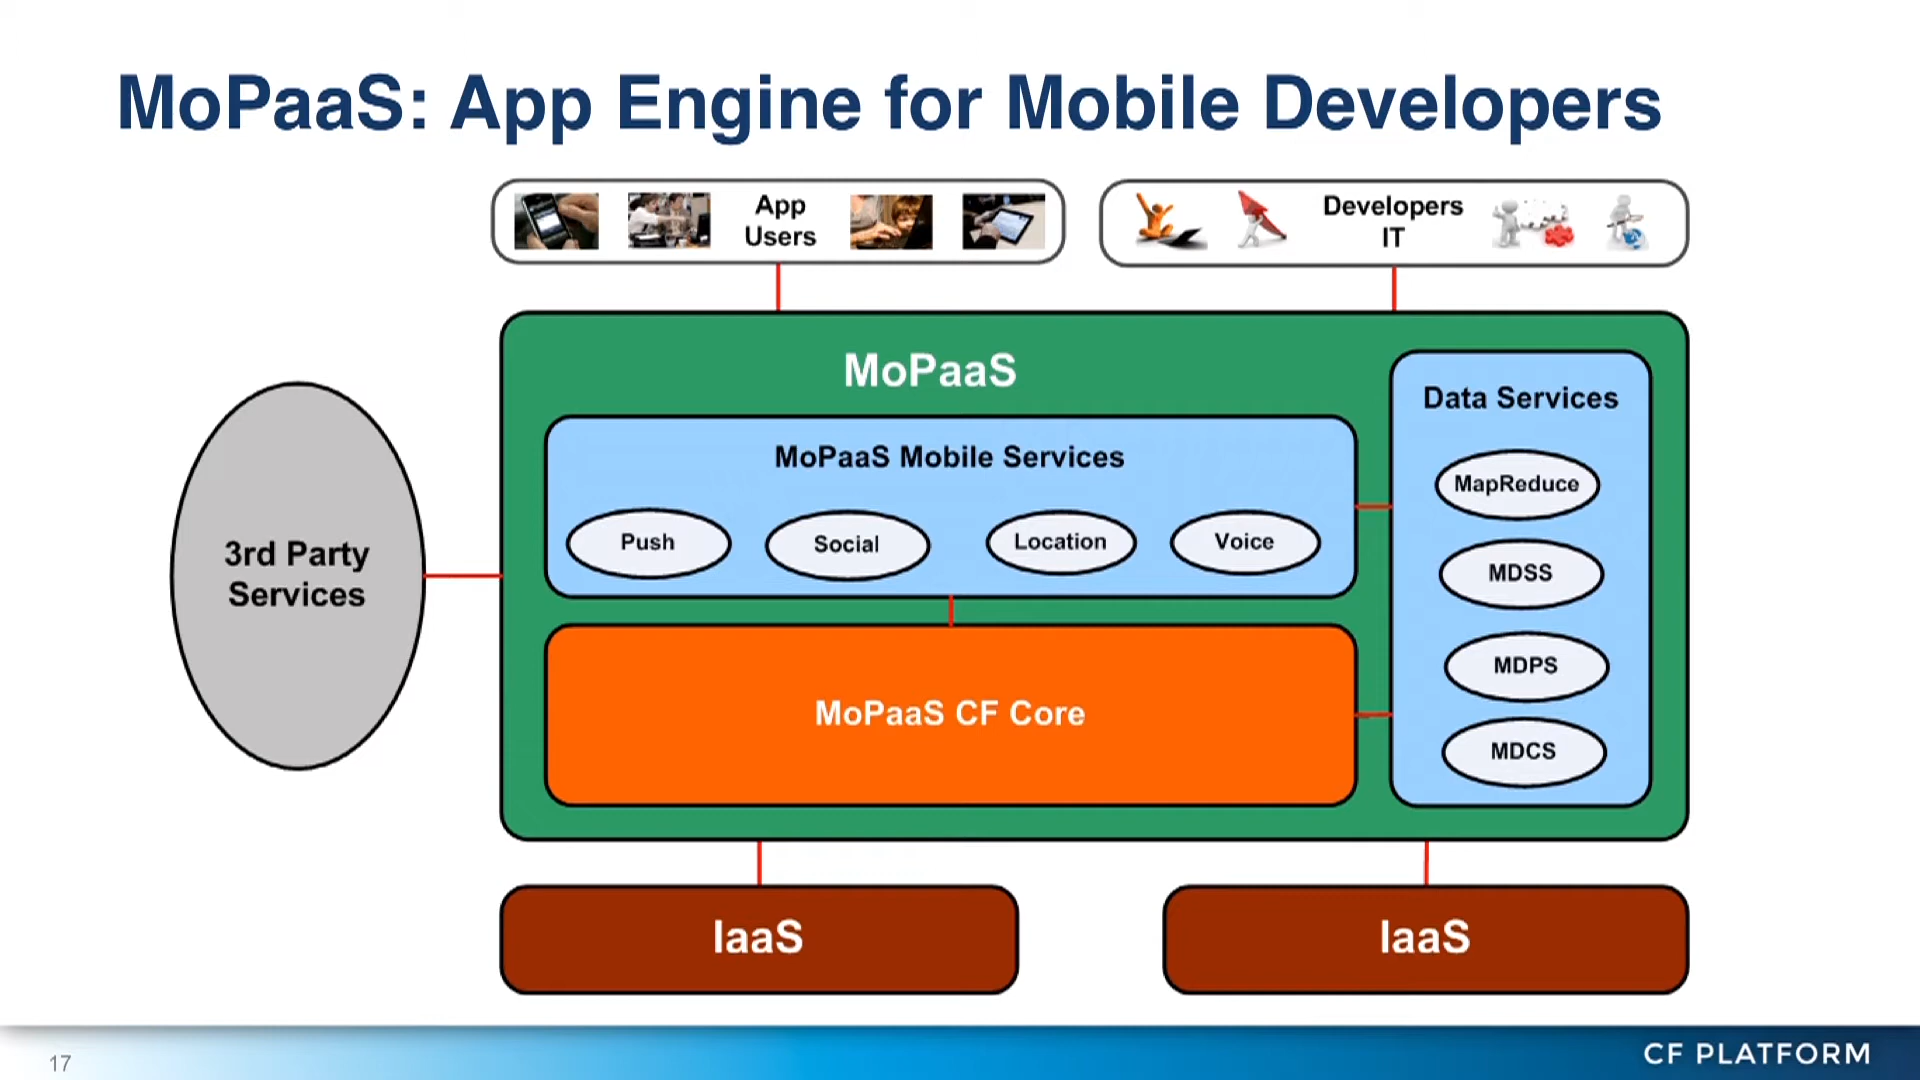 MoPaaS: App Engine for Mobile Developers
App
Users
Developers
IT
MoPaaS
Data Services
MoPaaS Mobile Services
MapReduce
Push
Social
Location
Voice
3rd Party
Services
MDSS
MDPS
MoPaaS CF Core
MDCS
IaaS
IaaS
17
CF PLATFORM